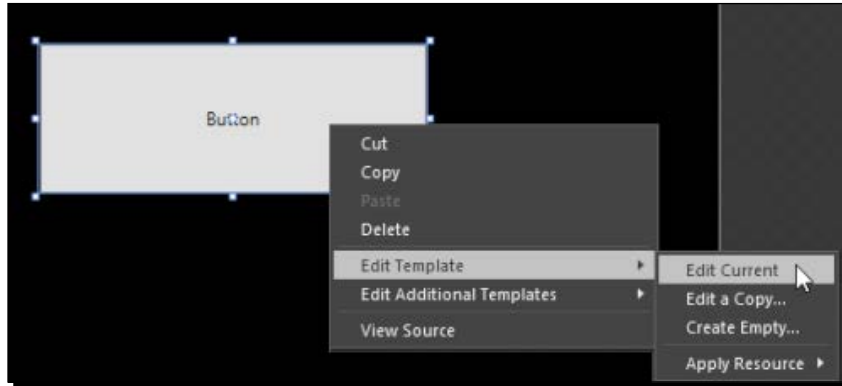 Button
Cut
Copy
Paste
Delete
Edit Template
Edit Additional Templates
View Source
Edit Current
Edit a Copy...
Create Empty...
Apply Resource